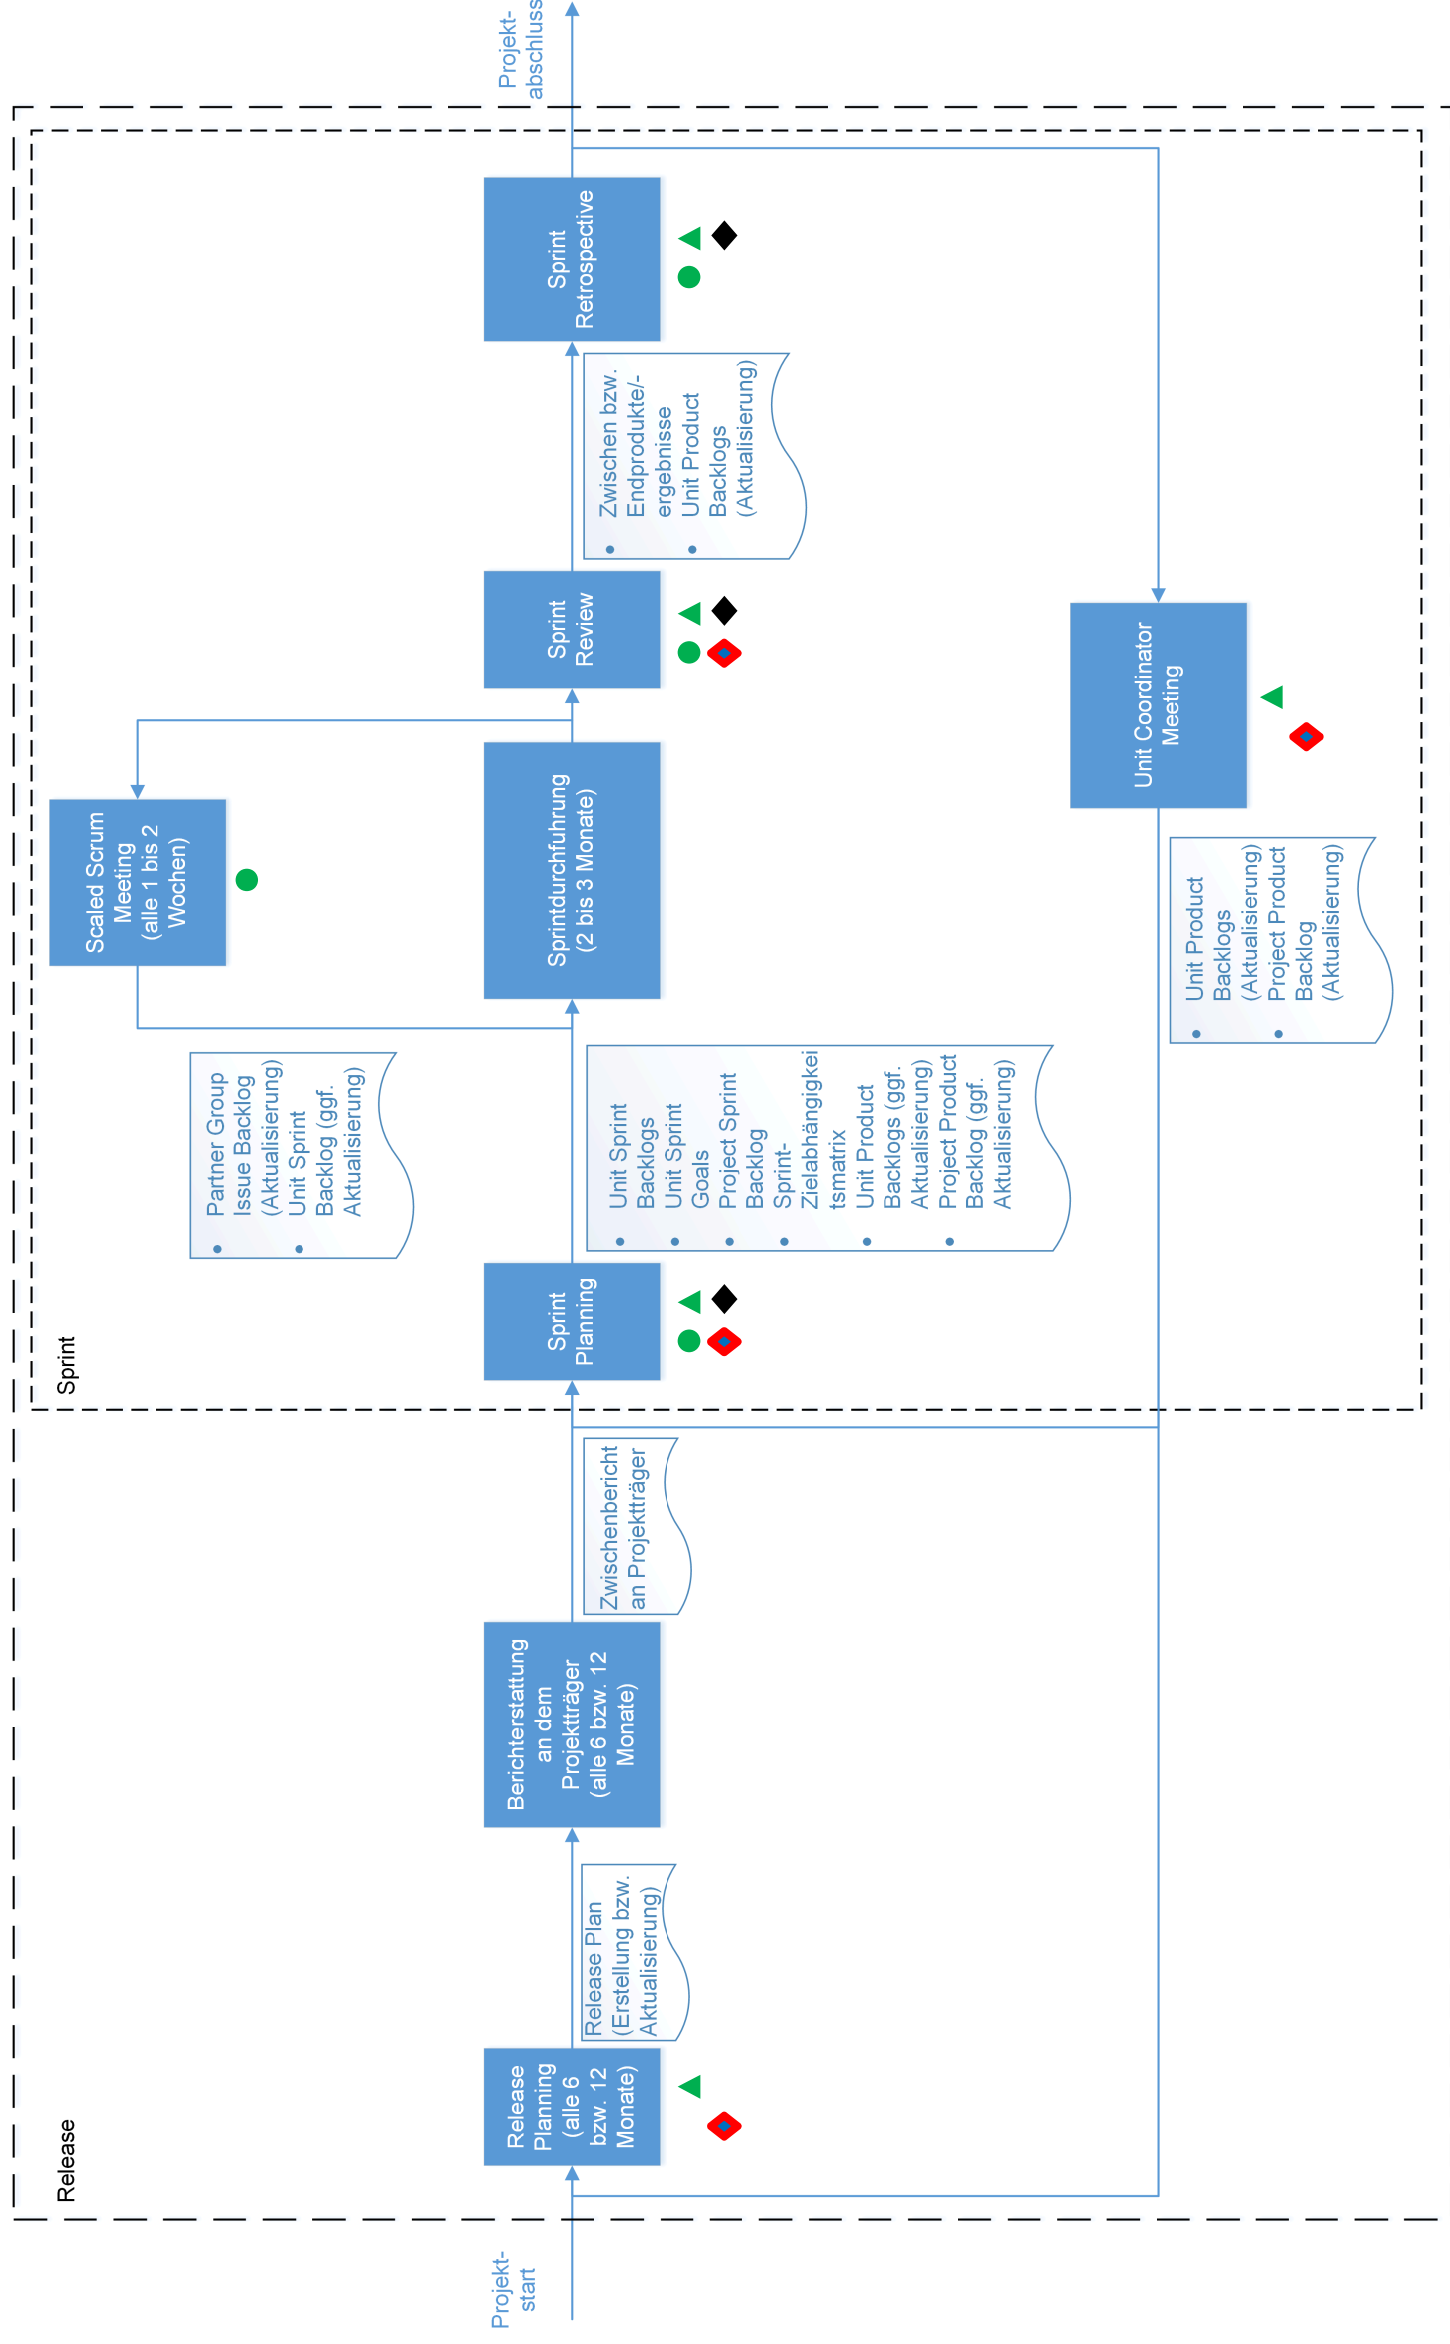 Release
Sprint
Projekt-
start
Release
Planning
(alle 6
bzw. 12
Monate)
Release Plan
(Erstellung bzw.
Aktualisierung)
Berichterstattung
an dem
Projektträger
(alle 6 bzw. 12
Monate)
Zwischenbericht
an Projektträger
Sprint
Planning
Partner Group
Issue Backlog
(Aktualisierung)
Unit Sprint
Backlog (ggf.
Aktualisierung)
Unit Sprint
Backlogs
Unit Sprint
Goals
Project Sprint
Backlog
Sprint-
Zielabhängigkei
tsmatrix
Unit Product
Backlogs (ggf.
Aktualisierung)
Project Product
Backlog (ggf.
Aktualisierung)
Scaled Scrum
Meeting
(alle 1 bis 2
Wochen)
Sprintdurchfuhrung
(2 bis 3 Monate)
Unit Product
Backlogs
(Aktualisierung)
Project Product
Backlog
(Aktualisierung)
Unit Coordinator
Meeting
Sprint
Review
Zwischen bzw.
Endprodukte/-
ergebnisse
Unit Product
Backlogs
(Aktualisierung)
Sprint
Retrospective
Projekt-
abschluss